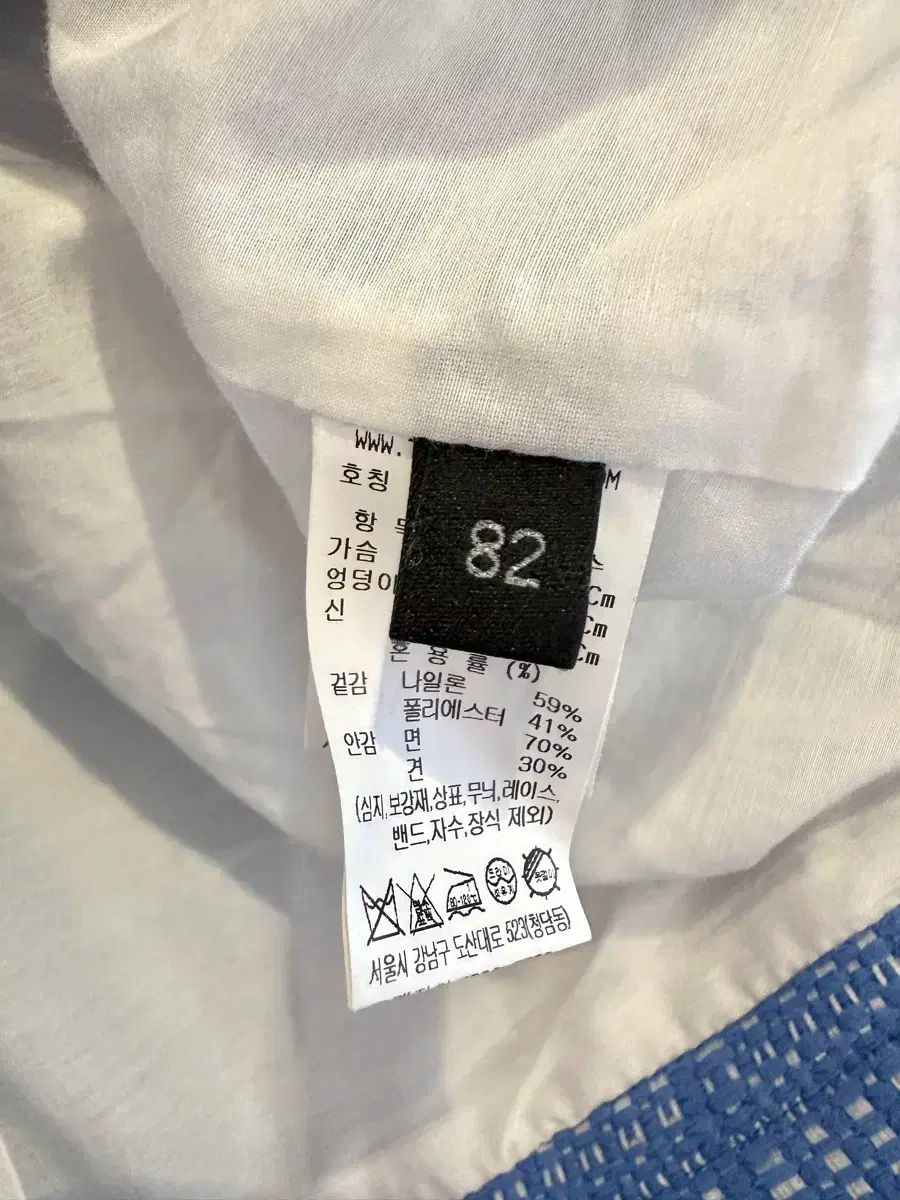 WWW.
호칭
82
항
가슴
엉덩이 Cm
신 Cm
Cm
혼 용 율 (%)
겉감 나일론 59%
폴리에스터 41%
안감 면 70%
견 30%
(심지,보강재,상표,무늬,레이스,
밴드,자수,장식 제외)
80~120℃
서울시 강남구 도산대로 523(청담동)